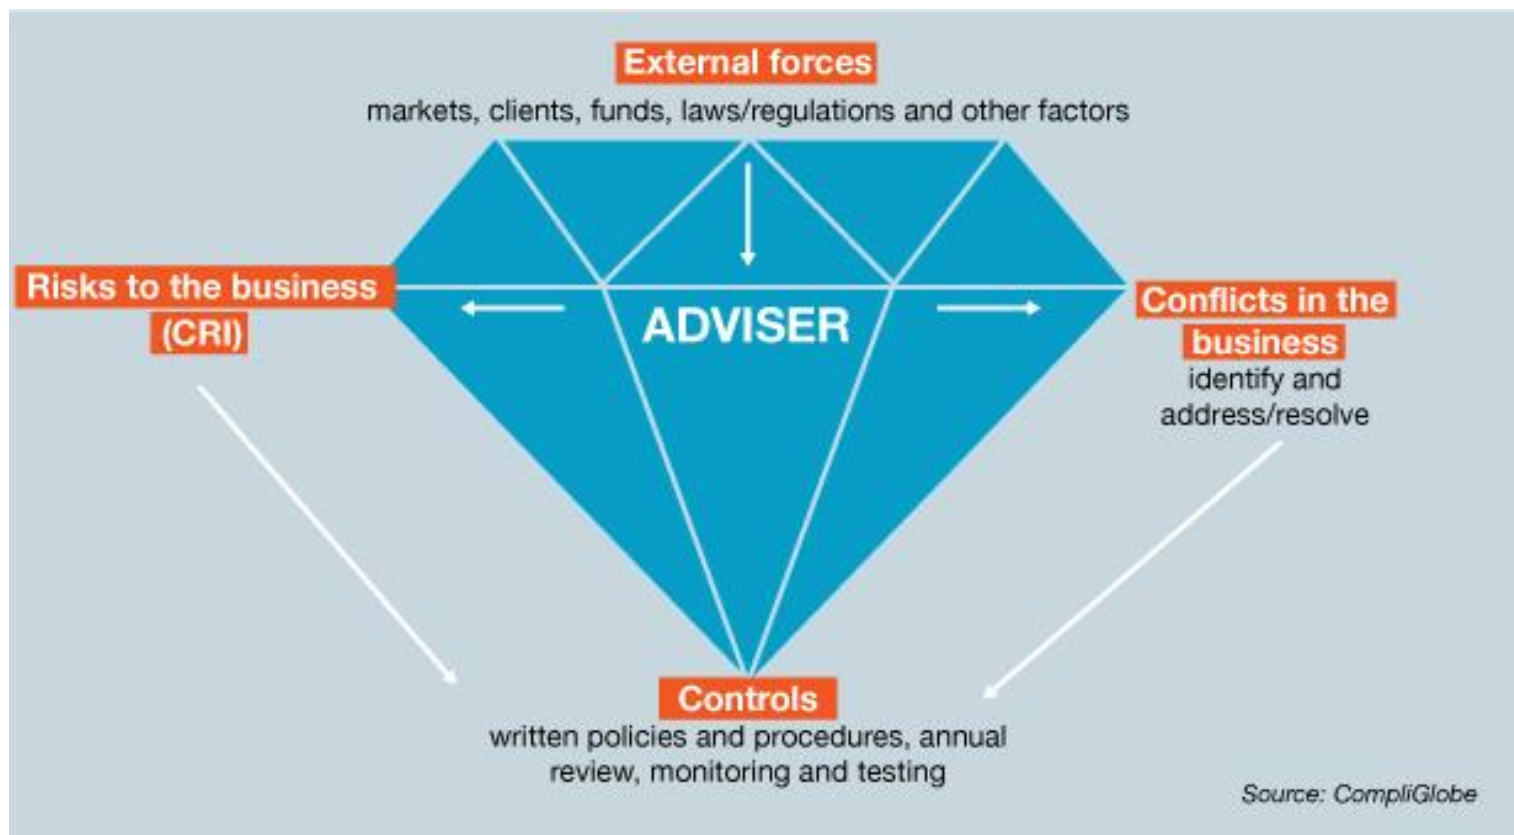 External forces
markets, clients, funds, laws/regulations and other factors
Risks to the business
(CRI)
ADVISER
Conflicts in the
business
identify and
address/resolve
Controls
written policies and procedures, annual
review, monitoring and testing
Source: CompliGlobe